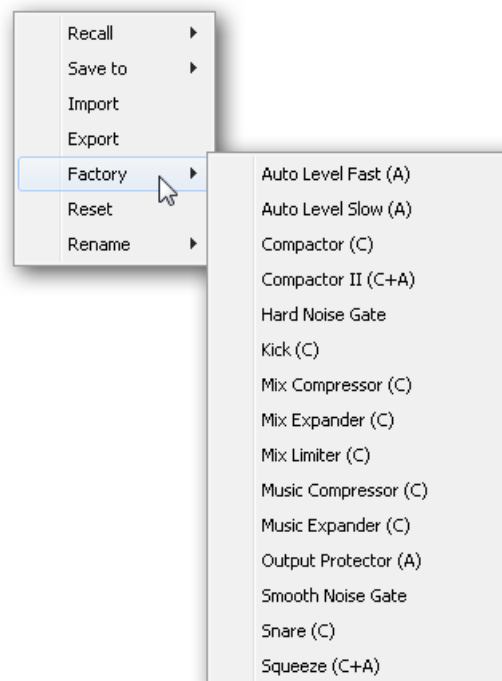 Recall
Save to
Import
Export
Factory
Reset
Rename
Auto Level Fast (A)
Auto Level Slow (A)
Compactor (C)
Compactor II (C+A)
Hard Noise Gate
Kick (C)
Mix Compressor (C)
Mix Expander (C)
Mix Limiter (C)
Music Compressor (C)
Music Expander (C)
Output Protector (A)
Smooth Noise Gate
Snare (C)
Squeeze (C+A)